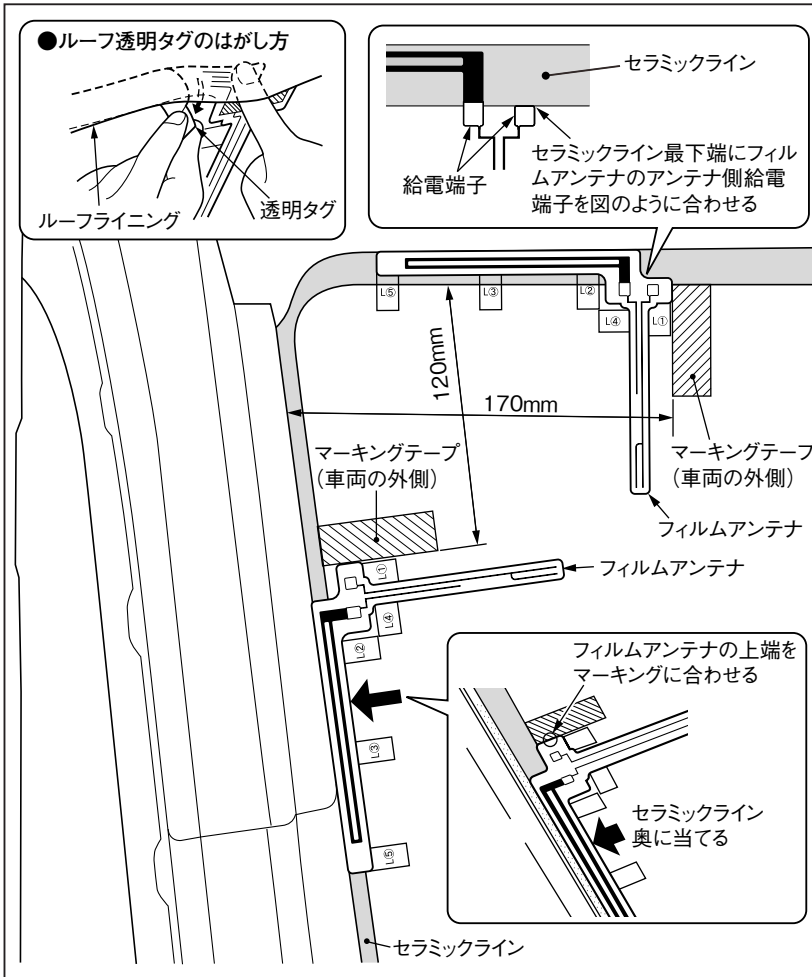 ●ルーフ透明タグのはがし方
ルーフライニング
透明タグ
セラミックライン
給電端子
セラミックライン最下端にフィル
ムアンテナのアンテナ側給電
端子を図のように合わせる
L⑤
L③
L②
L④
L①
120mm
170mm
マーキングテープ
（車両の外側）
マーキングテープ
（車両の外側）
フィルムアンテナ
フィルムアンテナ
L①
L④
L②
L③
L⑤
フィルムアンテナの上端を
マーキングに合わせる
セラミックライン
奥に当てる
セラミックライン